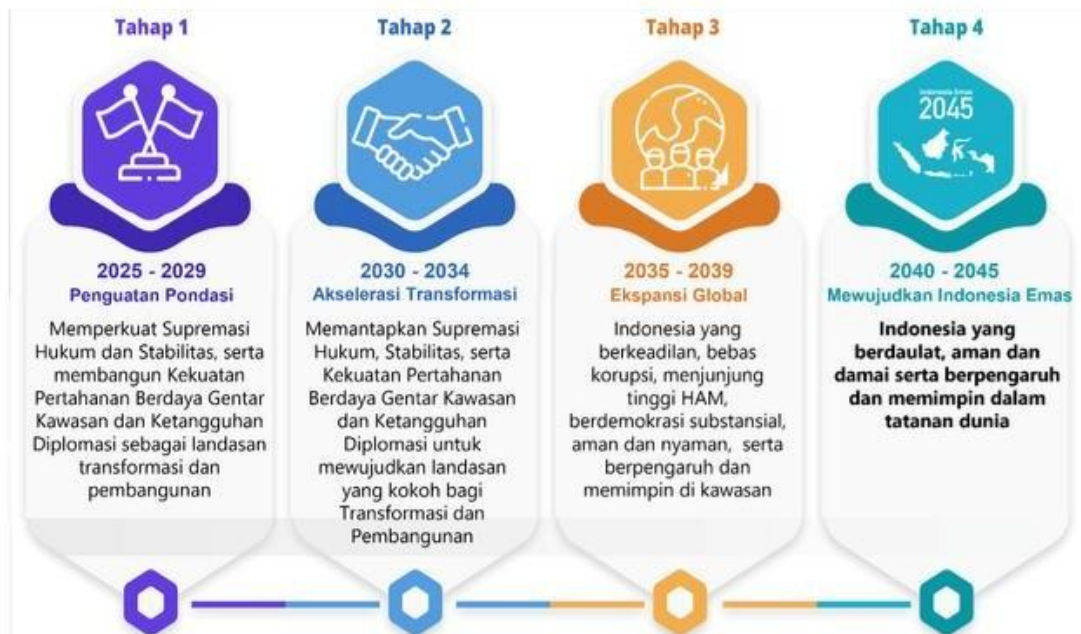 Tahap 1
Tahap 2
Tahap 3
Tahap 4
Indonesia Emas
2045
2025 - 2029
Penguatan Pondasi
Memperkuat Supremasi
Hukum dan Stabilitas, serta
membangun Kekuatan
Pertahanan Berdaya Gentar
Kawasan dan Ketangguhan
Diplomasi sebagai landasan
transformasi dan
pembangunan
2030 - 2034
Akselerasi Transformasi
Memantapkan Supremasi
Hukum, Stabilitas, serta
Kekuatan Pertahanan
Berdaya Gentar Kawasan
dan Ketangguhan
Diplomasi untuk
mewujudkan landasan
yang kokoh bagi
Transformasi dan
Pembangunan
2035 - 2039
Ekspansi Global
Indonesia yang
berkeadilan, bebas
korupsi, menjunjung
tinggi HAM,
berdemokrasi substansial,
aman dan nyaman, serta
berpengaruh dan
memimpin di kawasan
2040 - 2045
Mewujudkan Indonesia Emas
Indonesia yang
berdaulat, aman dan
damai serta berpengaruh
dan memimpin dalam
tatanan dunia